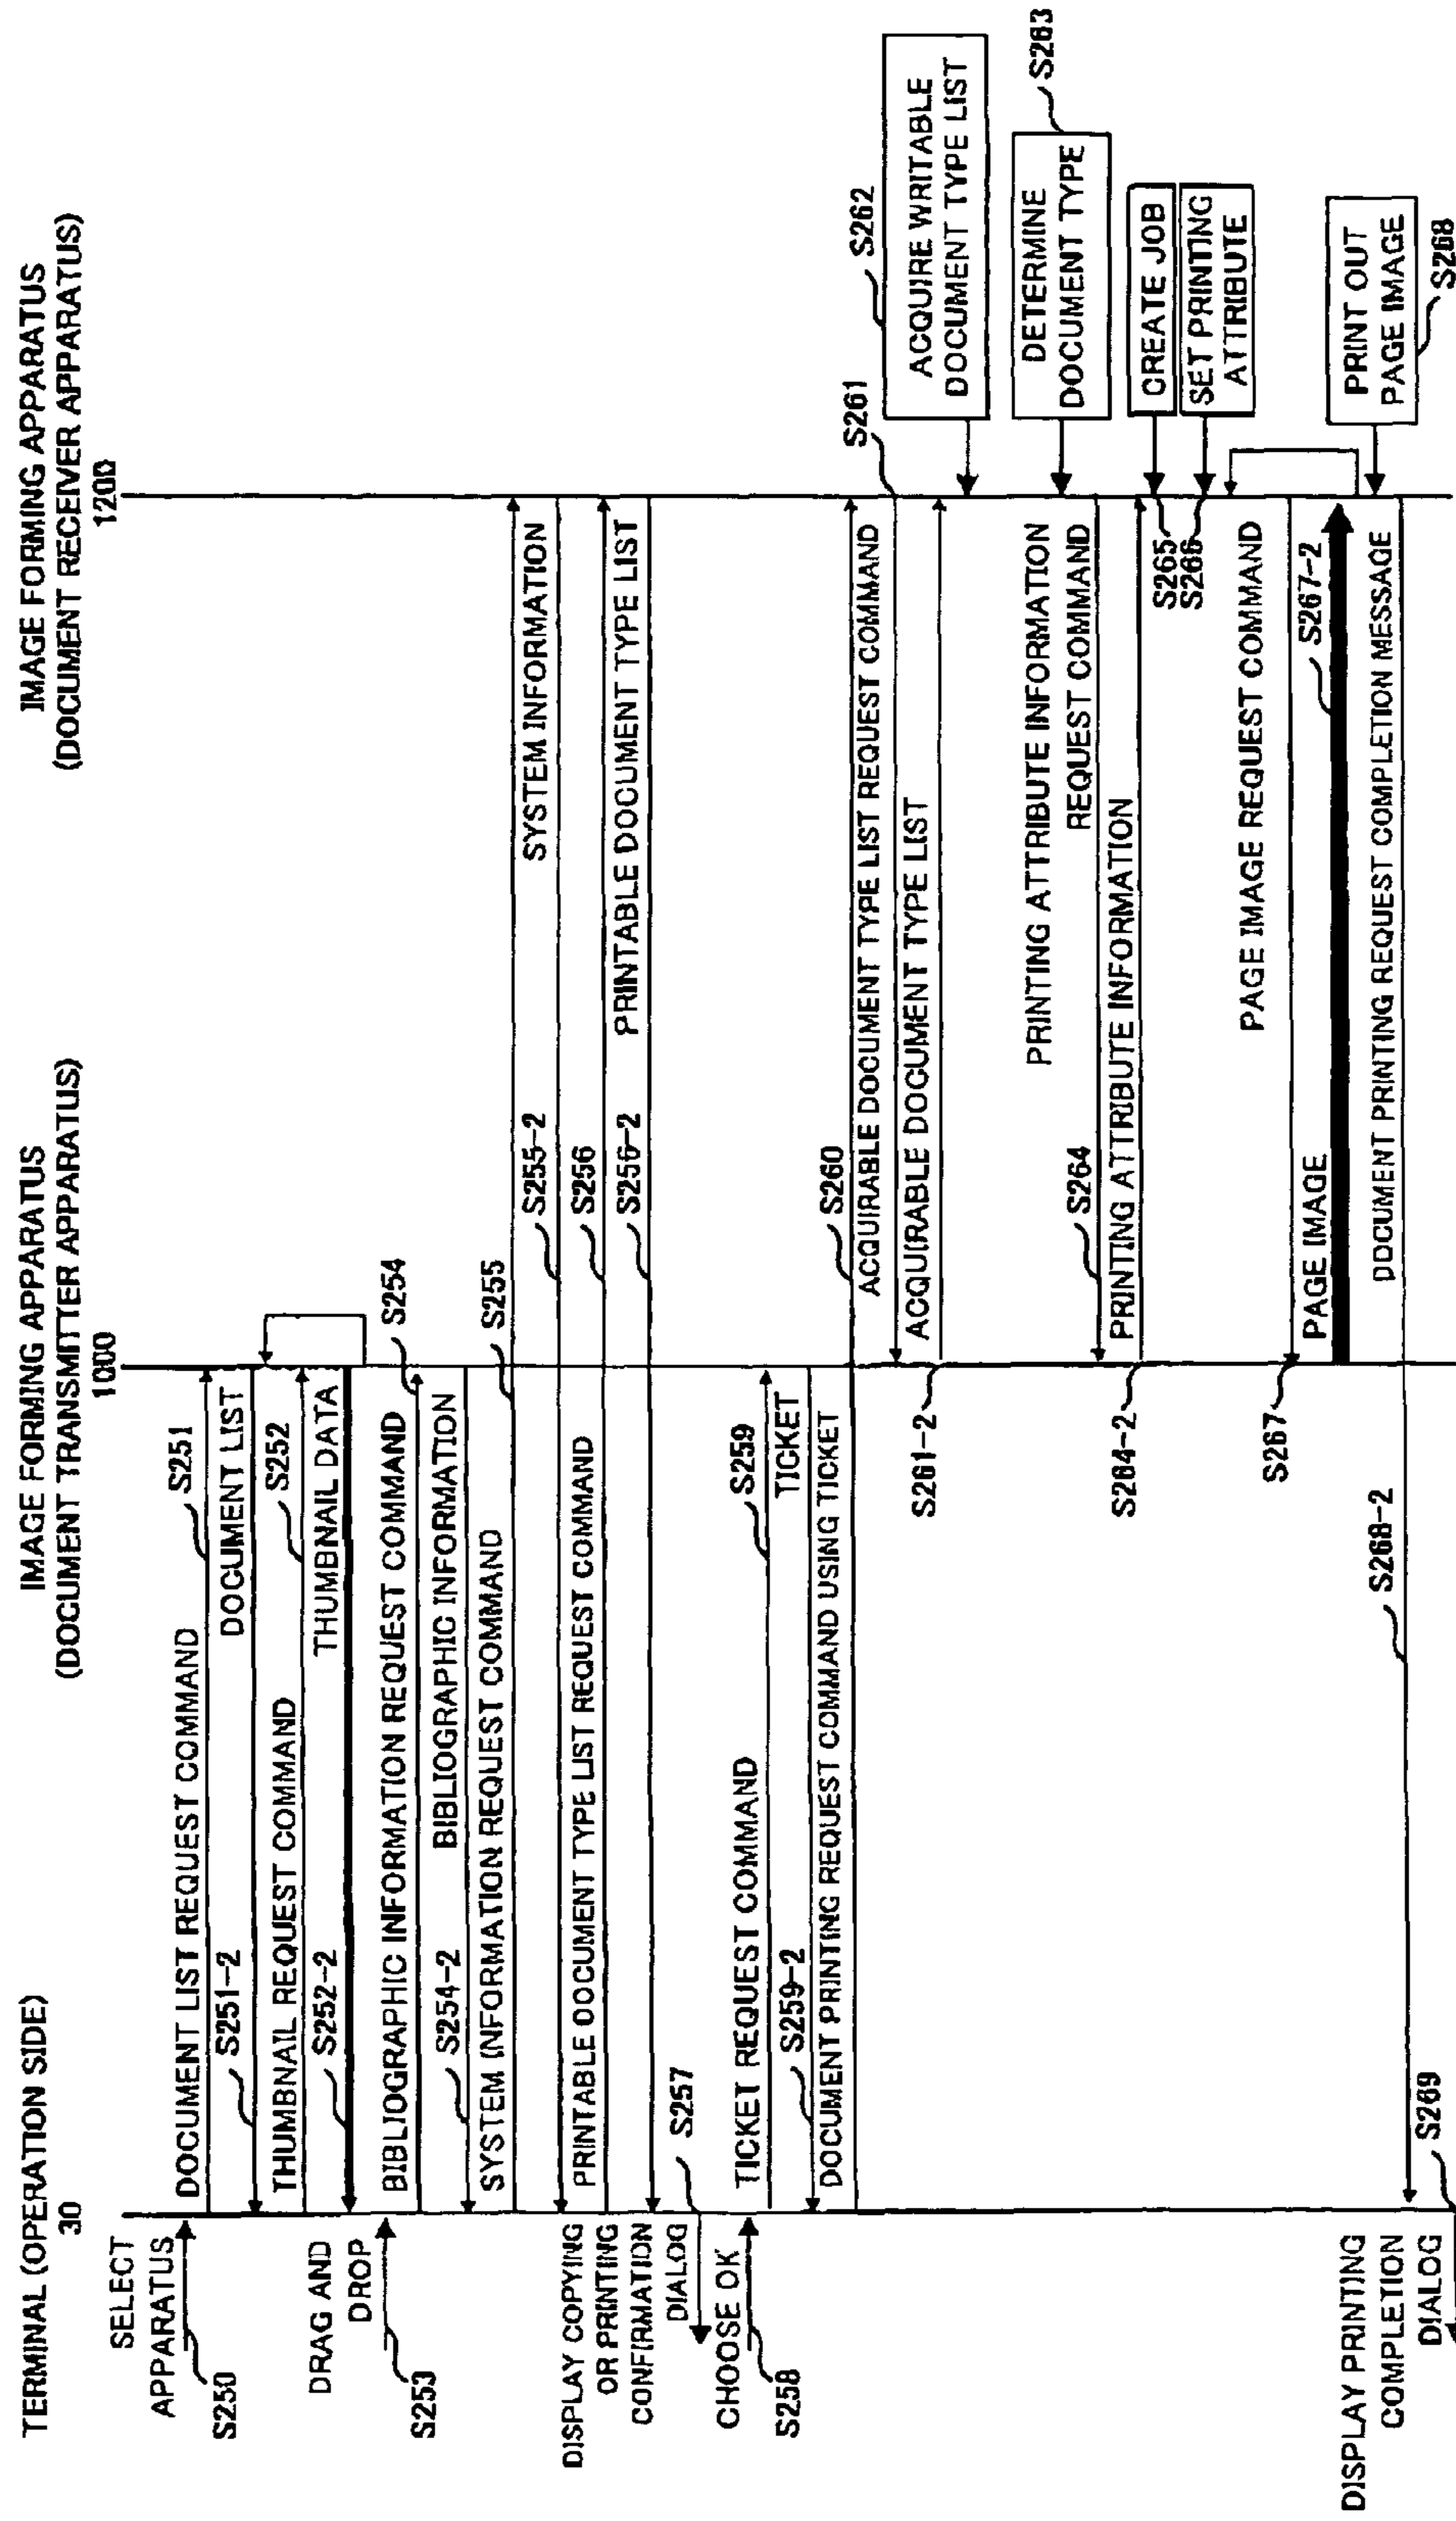 TERMINAL (OPERATION SIDE)
30
IMAGE FORMING APPARATUS
(DOCUMENT TRANSMITTER APPARATUS)
1000
IMAGE FORMING APPARATUS
(DOCUMENT RECEIVER APPARATUS)
1200
SELECT
APPARATUS
S250
DOCUMENT LIST REQUEST COMMAND
S251
S251-2
DOCUMENT LIST
THUMBNAIL REQUEST COMMAND
S252
S252-2
THUMBNAIL DATA
DRAG AND
DROP
S253
BIBLIOGRAPHIC INFORMATION REQUEST COMMAND
S254
S254-2
BIBLIOGRAPHIC INFORMATION
SYSTEM INFORMATION REQUEST COMMAND
S255
S255-2
SYSTEM INFORMATION
PRINTABLE DOCUMENT TYPE LIST REQUEST COMMAND
S256
S256-2
PRINTABLE DOCUMENT TYPE LIST
DISPLAY COPYING
OR PRINTING
CONFIRMATION
DIALOG
S257
CHOOSE OK
S258
TICKET REQUEST COMMAND
S259
S259-2
TICKET
DOCUMENT PRINTING REQUEST COMMAND USING TICKET
S260
ACQUIRABLE DOCUMENT TYPE LIST REQUEST COMMAND
S261
ACQUIRABLE DOCUMENT TYPE LIST
S261-2
S262
ACQUIRE WRITABLE
DOCUMENT TYPE LIST
DETERMINE
DOCUMENT TYPE
S263
PRINTING ATTRIBUTE INFORMATION
REQUEST COMMAND
S264
PRINTING ATTRIBUTE INFORMATION
S264-2
CREATE JOB
S265
SET PRINTING
ATTRIBUTE
S266
PAGE IMAGE REQUEST COMMAND
S267
PAGE IMAGE
S267-2
PRINT OUT
PAGE IMAGE
S268
DOCUMENT PRINTING REQUEST COMPLETION MESSAGE
S268-2
DISPLAY PRINTING
COMPLETION
DIALOG
S269